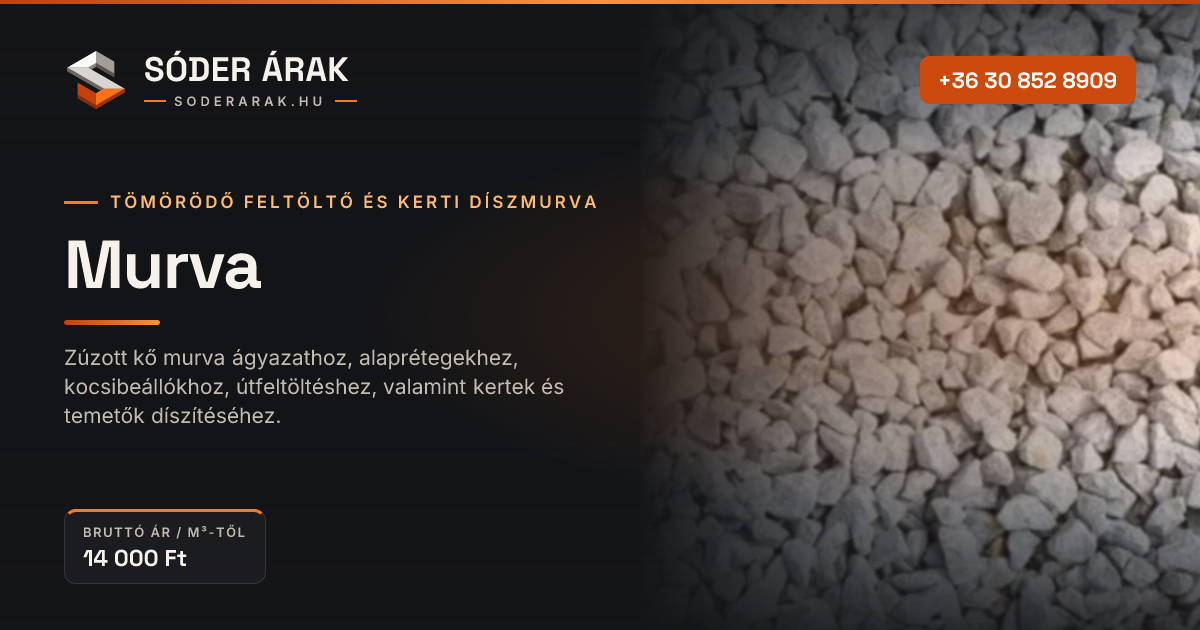 SÓDER ÁRAK
SODERARAK.HU
+36 30 852 8909
TÖMÖRÖDŐ FELTÖLTŐ ÉS KERTI DÍSZMURVA
Murva
Zúzott kő murva ágyazathoz, alaprétegekhez,
kocsibeállókhoz, útfeltöltéshez, valamint kertek és
temetők díszítéséhez.
BRUTTÓ ÁR / M³-TŐL
14 000 Ft